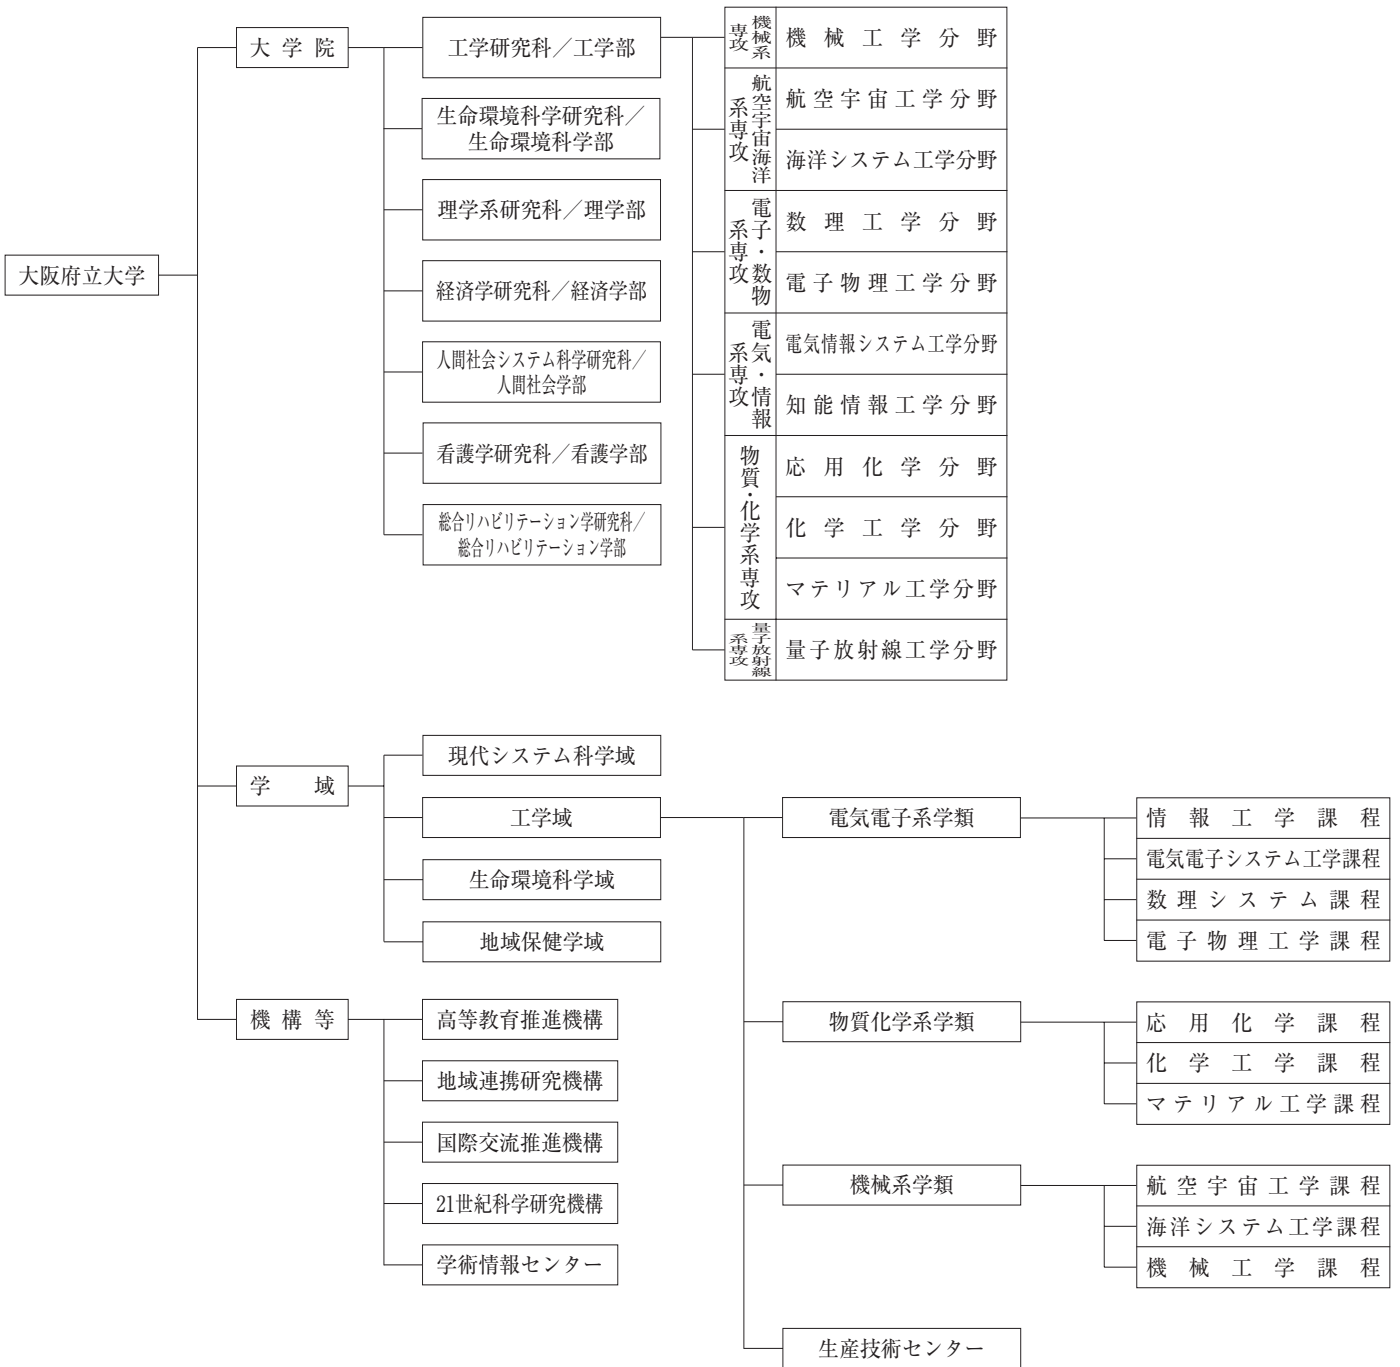 大阪府立大学
大学院
工学研究科／工学部
機械系
専攻
機械工学分野
航空宇宙海洋
系専攻
航空宇宙工学分野
海洋システム工学分野
電子・数物
系専攻
数理工学分野
電子物理工学分野
電気・情報
系専攻
電気情報システム工学分野
知能情報工学分野
物質・化学系専攻
応用化学分野
化学工学分野
マテリアル工学分野
量子放射線
系専攻
量子放射線工学分野
生命環境科学研究科／
生命環境科学部
理学系研究科／理学部
経済学研究科／経済学部
人間社会システム科学研究科／
人間社会学部
看護学研究科／看護学部
総合リハビリテーション学研究科／
総合リハビリテーション学部
学域
現代システム科学域
工学域
電気電子系学類
情報工学課程
電気電子システム工学課程
数理システム課程
電子物理工学課程
物質化学系学類
応用化学課程
化学工学課程
マテリアル工学課程
機械系学類
航空宇宙工学課程
海洋システム工学課程
機械工学課程
生産技術センター
生命環境科学域
地域保健学域
機構等
高等教育推進機構
地域連携研究機構
国際交流推進機構
21世紀科学研究機構
学術情報センター